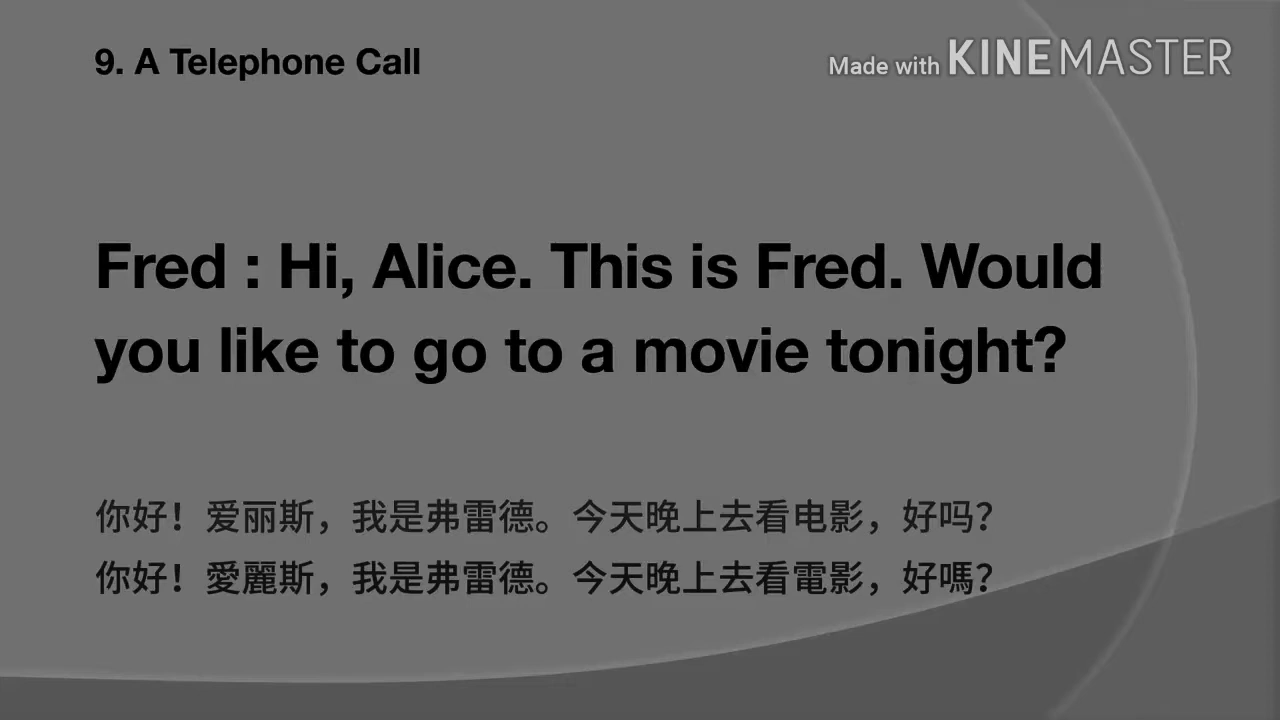 9. A Telephone Call
Made with KINEMASTER
Fred : Hi, Alice. This is Fred. Would
you like to go to a movie tonight?
你好！爱丽斯，我是弗雷德。今天晚上去看电影，好吗？
你好！愛麗斯，我是弗雷德。今天晚上去看電影，好嗎？